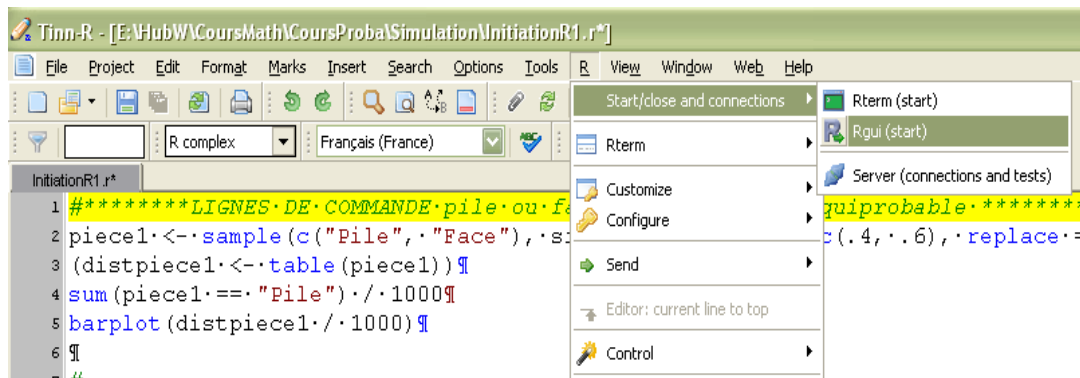 Tinn-R - [E:\HubW\CoursMath\CoursProba\Simulation\InitiationR1.r*]
File Project Edit Format Marks Insert Search Options Tools R View Window Web Help
R complex Français (France) ABC
Start/close and connections
Rterm
Customize
Configure
Send
Editor: current line to top
Control
Rterm (start)
Rgui (start)
Server (connections and tests)
InitiationR1.r*
1 #********LIGNES·DE·COMMANDE·pile·ou·fa quiprobable·********
2 piece1·<-·sample(c("Pile",·"Face"),·si c(.4,·.6),·replace·=
3 (distpiece1·<-·table(piece1))¶
4 sum(piece1·==·"Pile")·/·1000¶
5 barplot(distpiece1·/·1000)¶
6 ¶